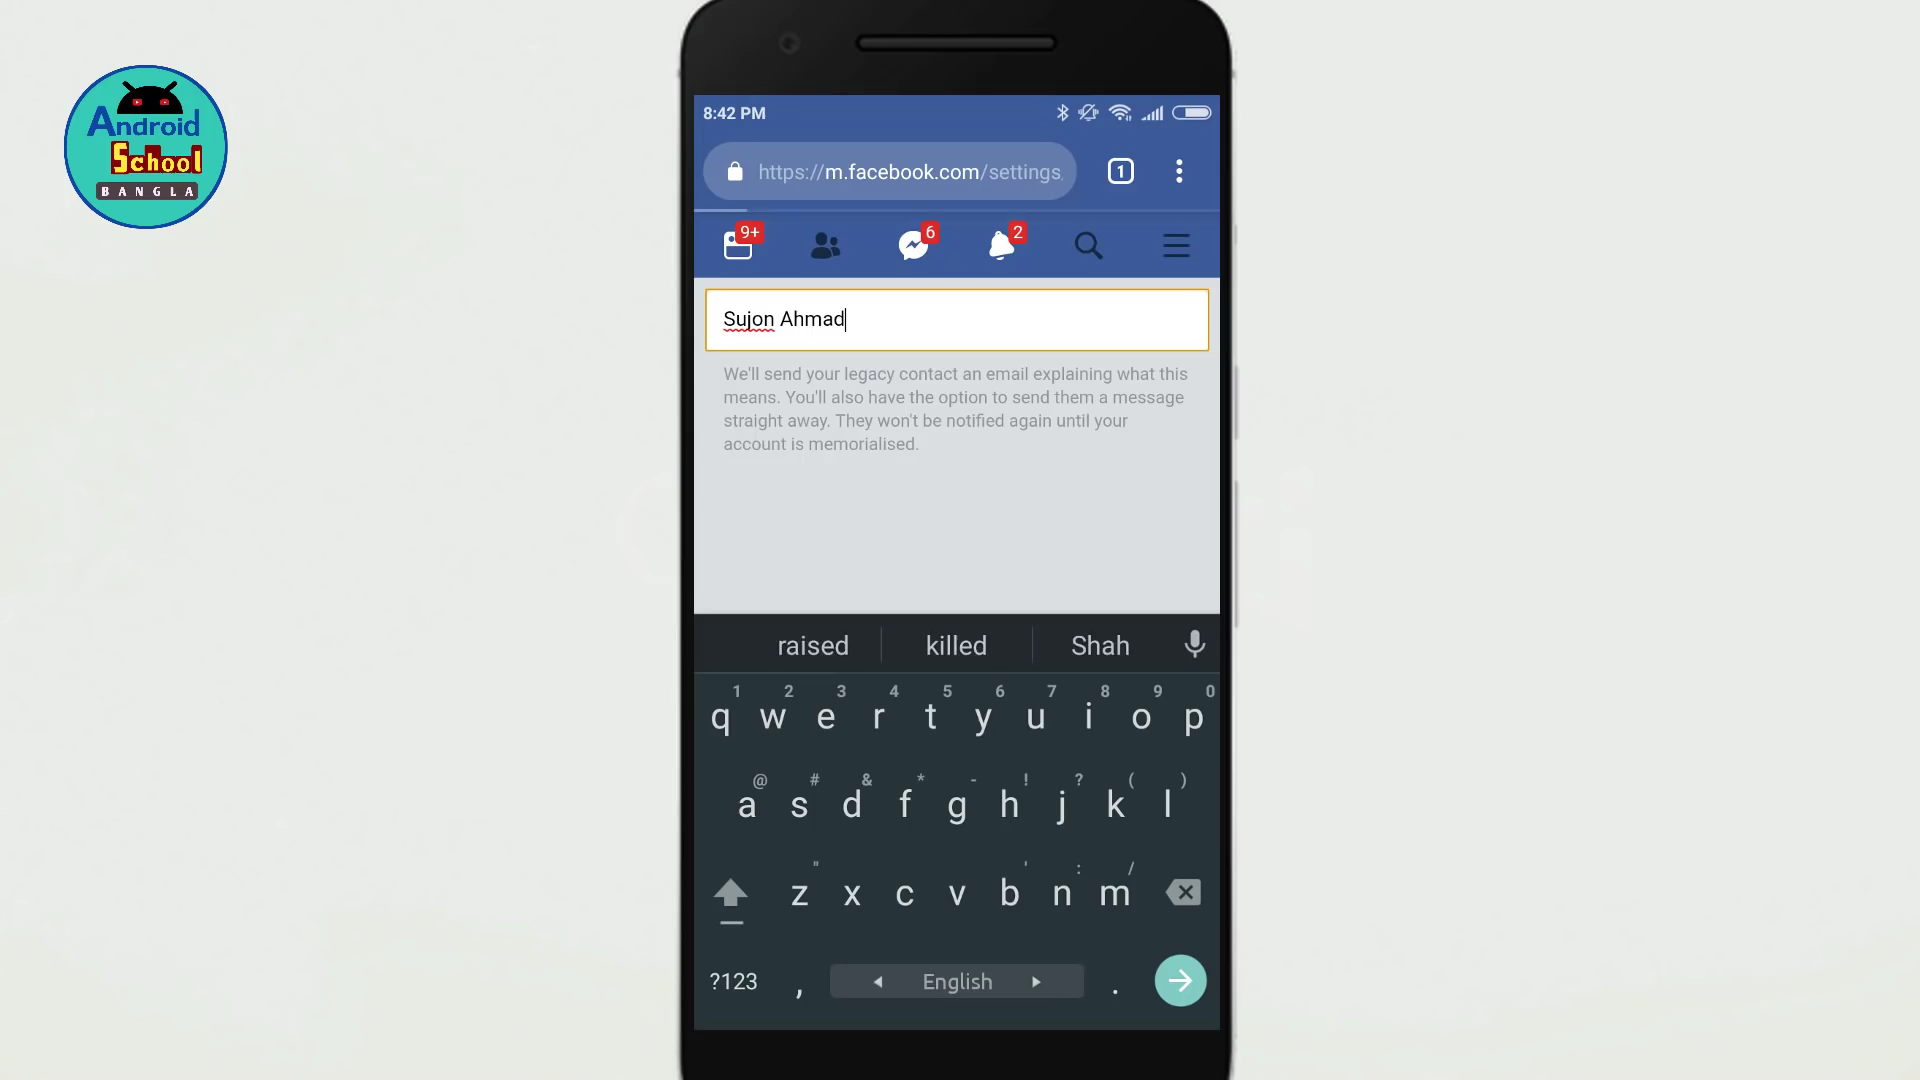 Android
School
BANGLA
8:42 PM
https://m.facebook.com/settings
1
9+
6
2
Sujon Ahmad
We'll send your legacy contact an email explaining what this
means. You'll also have the option to send them a message
straight away. They won't be notified again until your
account is memorialised.
raised killed Shah
1 2 3 4 5 6 7 8 9 0
q w e r t y u i o p
@ # & * - ! ? ( )
a s d f g h j k l
" ' : /
z x c v b n m
?123 , English .